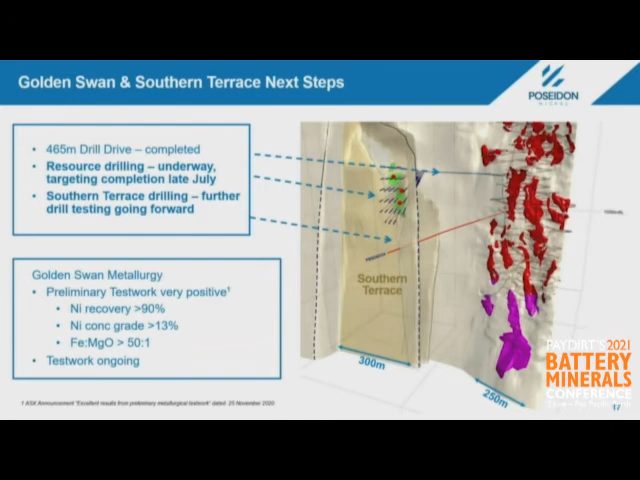 Golden Swan & Southern Terrace Next Steps
POSEIDON
NICKEL
• 465m Drill Drive – completed
• Resource drilling – underway,
targeting completion late July
• Southern Terrace drilling – further
drill testing going forward
Golden Swan Metallurgy
• Preliminary Testwork very positive¹
• Ni recovery >90%
• Ni conc grade >13%
• Fe:MgO > 50:1
• Testwork ongoing
Southern
Terrace
300m
250m
PAYDIRT'S 2021
BATTERY
MINERALS
CONFERENCE
1 ASX Announcement "Excellent results from preliminary metallurgical testwork" dated 25 November 2020
17